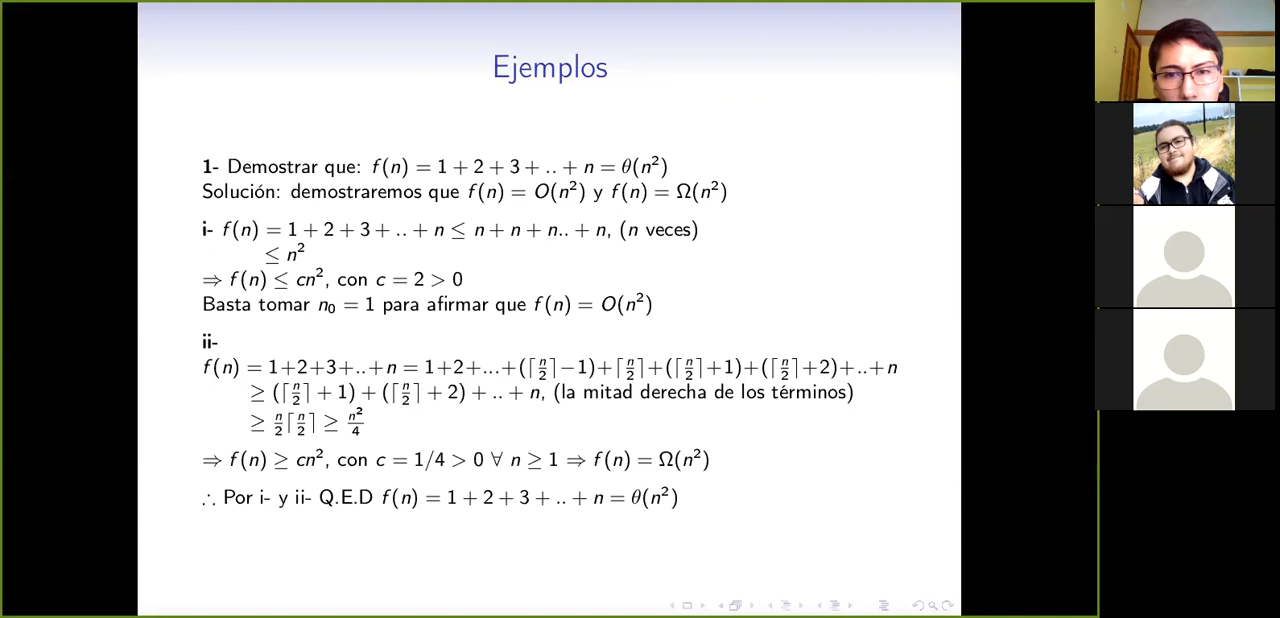 Ejemplos
1- Demostrar que: f(n) = 1 + 2 + 3 + .. + n = θ(n²)
Solución: demostraremos que f(n) = O(n²) y f(n) = Ω(n²)
i- f(n) = 1 + 2 + 3 + .. + n ≤ n + n + n.. + n, (n veces)
≤ n²
⇒ f(n) ≤ cn², con c = 2 > 0
Basta tomar n₀ = 1 para afirmar que f(n) = O(n²)
ii-
f(n) = 1+2+3+..+n = 1+2+...+(⌈n/2⌉−1)+⌈n/2⌉+(⌈n/2⌉+1)+(⌈n/2⌉+2)+..+n
≥ (⌈n/2⌉ + 1) + (⌈n/2⌉ + 2) + .. + n, (la mitad derecha de los términos)
≥ n/2⌈n/2⌉ ≥ n²/4
⇒ f(n) ≥ cn², con c = 1/4 > 0 ∀ n ≥ 1 ⇒ f(n) = Ω(n²)
∴ Por i- y ii- Q.E.D f(n) = 1 + 2 + 3 + .. + n = θ(n²)